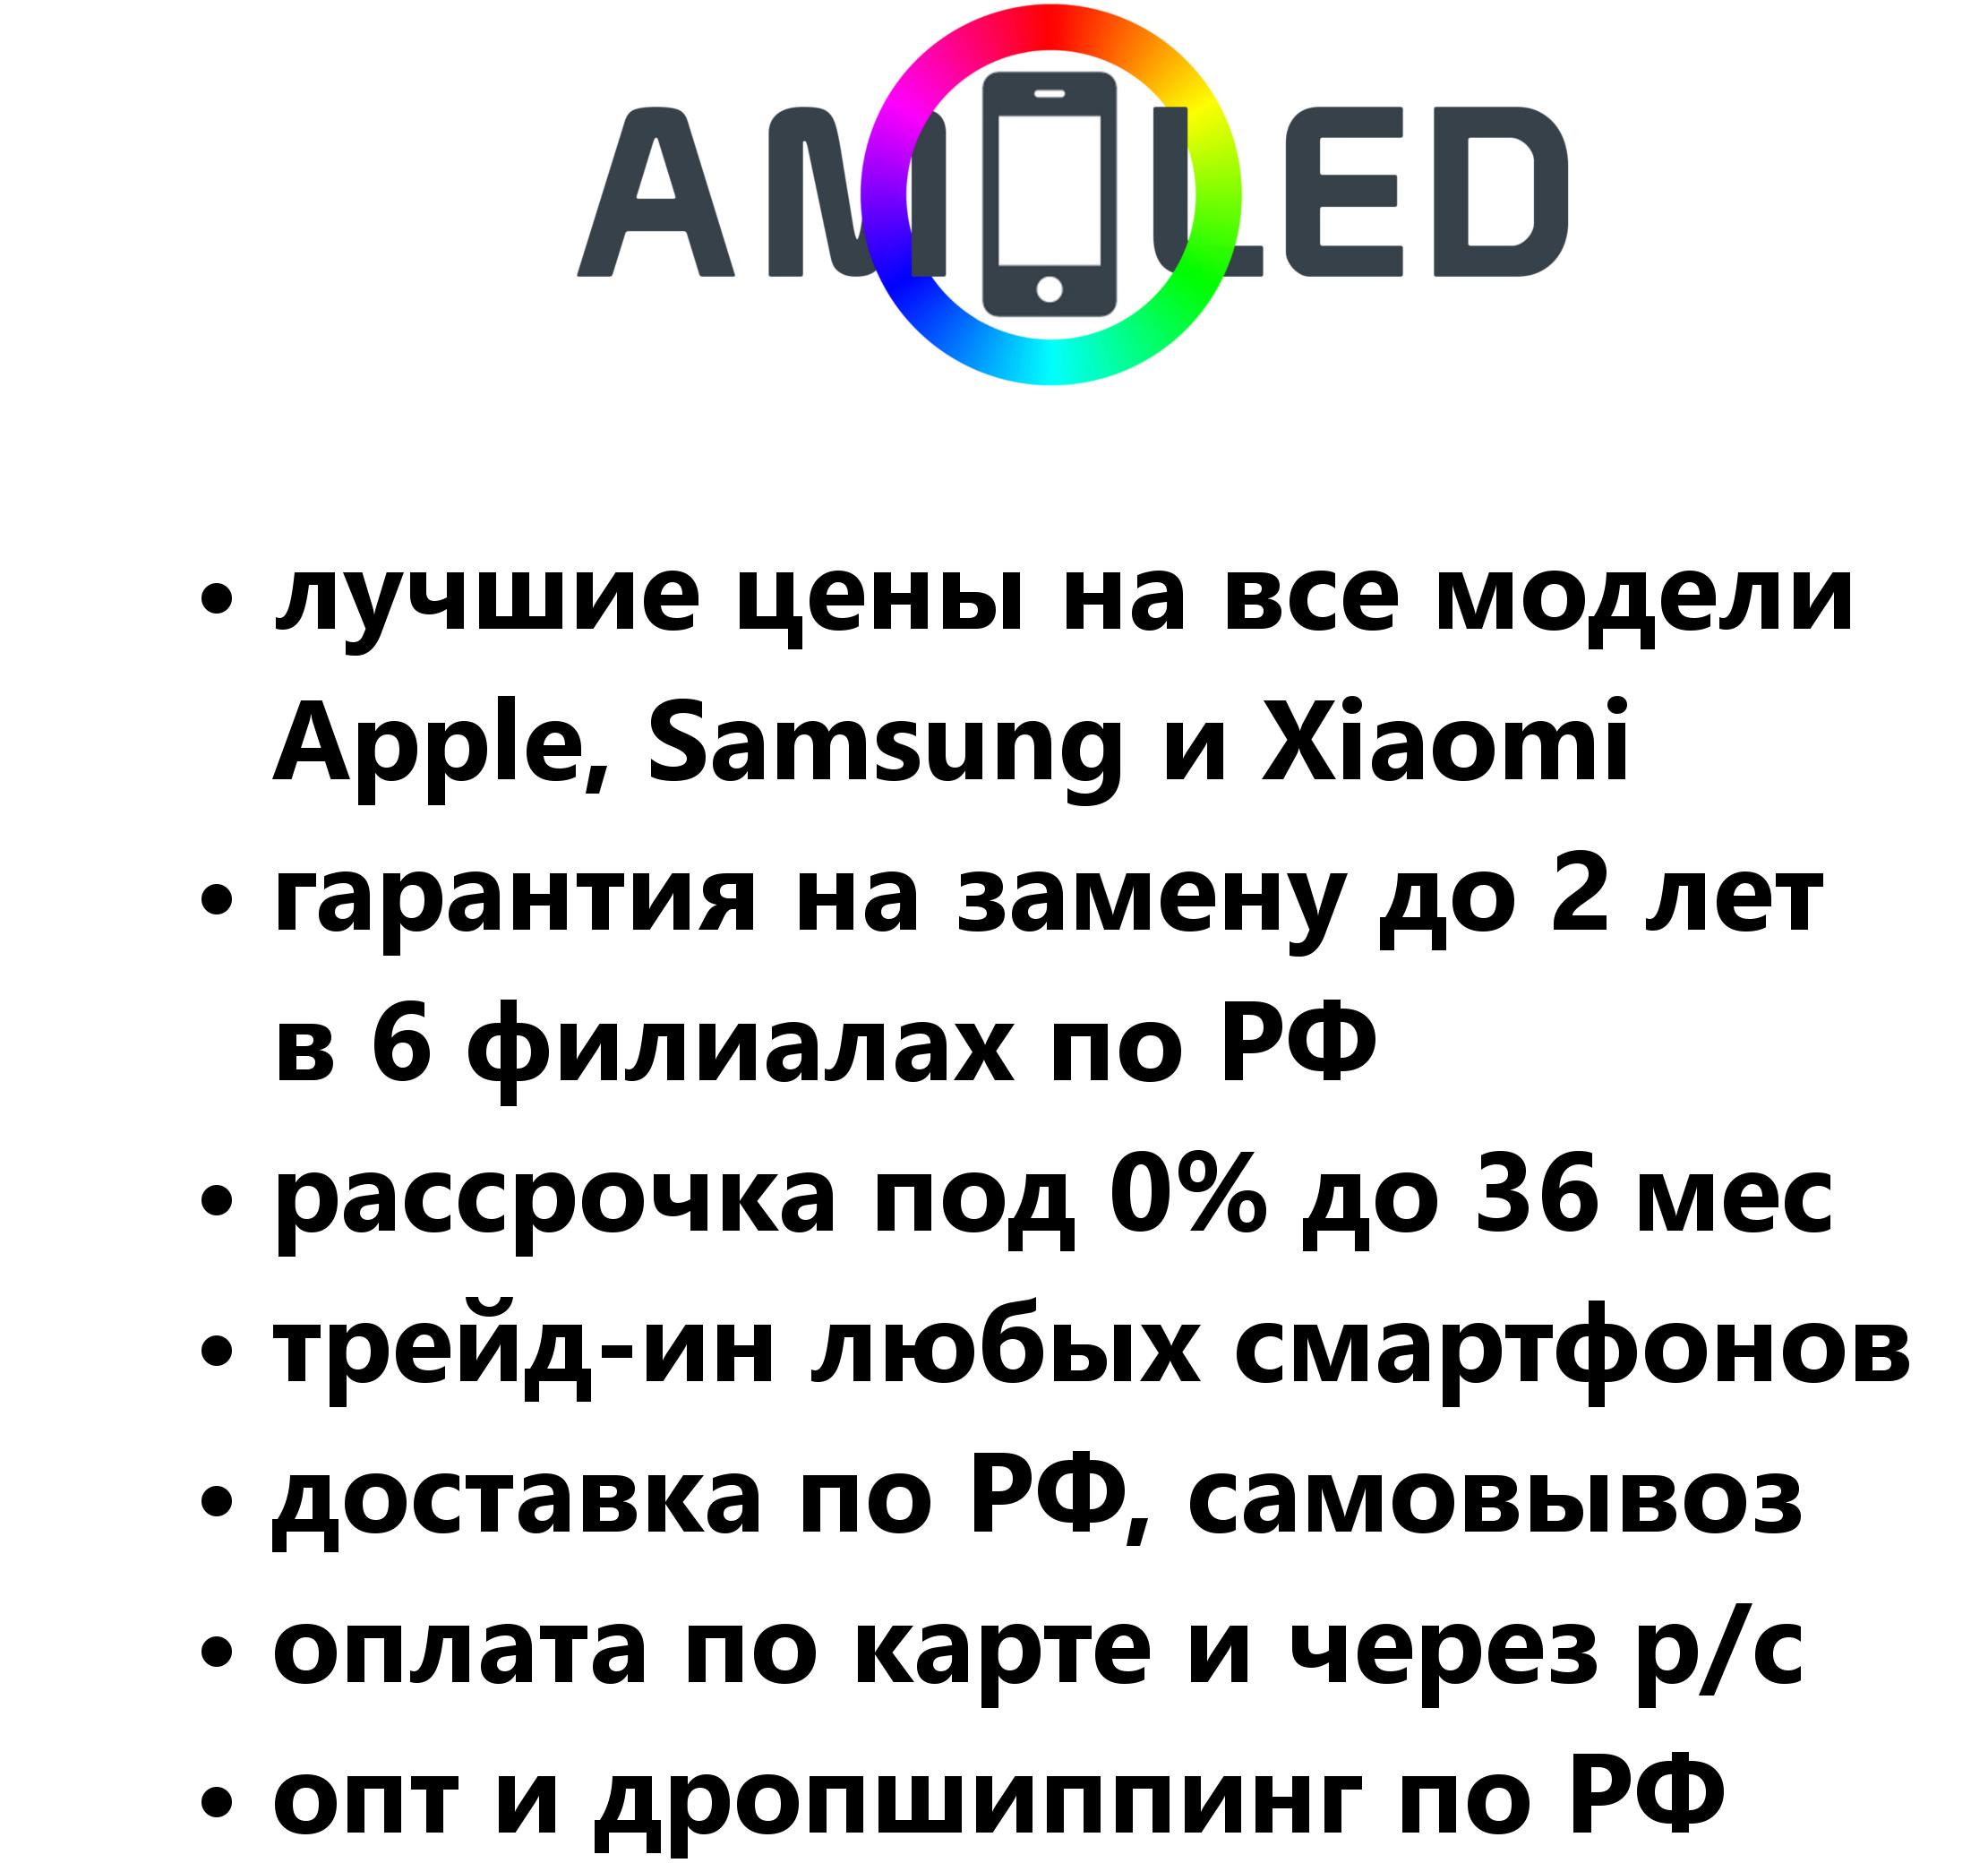 AMOLED
• лучшие цены на все модели
Apple, Samsung и Xiaomi
• гарантия на замену до 2 лет
в 6 филиалах по РФ
• рассрочка под 0% до 36 мес
• трейд-ин любых смартфонов
• доставка по РФ, самовывоз
• оплата по карте и через р/с
• опт и дропшиппинг по РФ